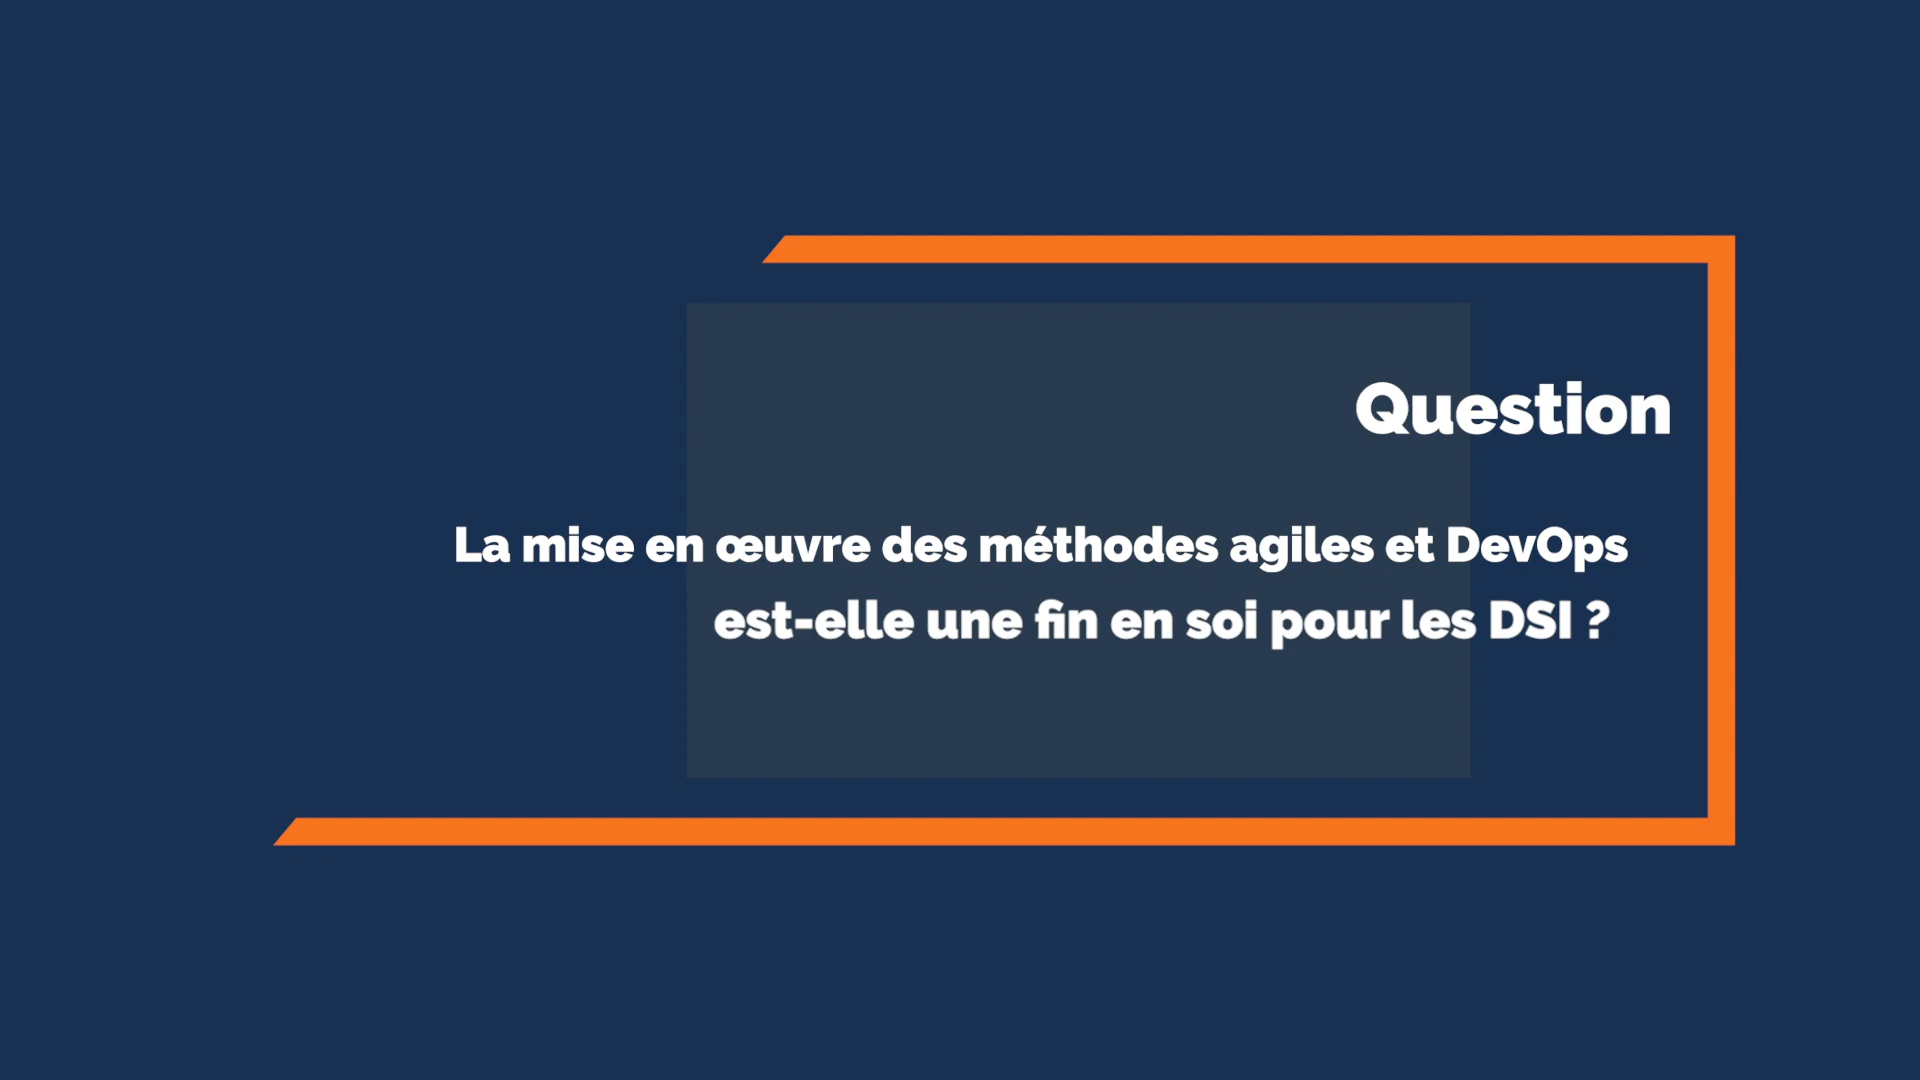 Question
La mise en œuvre des méthodes agiles et DevOps
est-elle une fin en soi pour les DSI ?